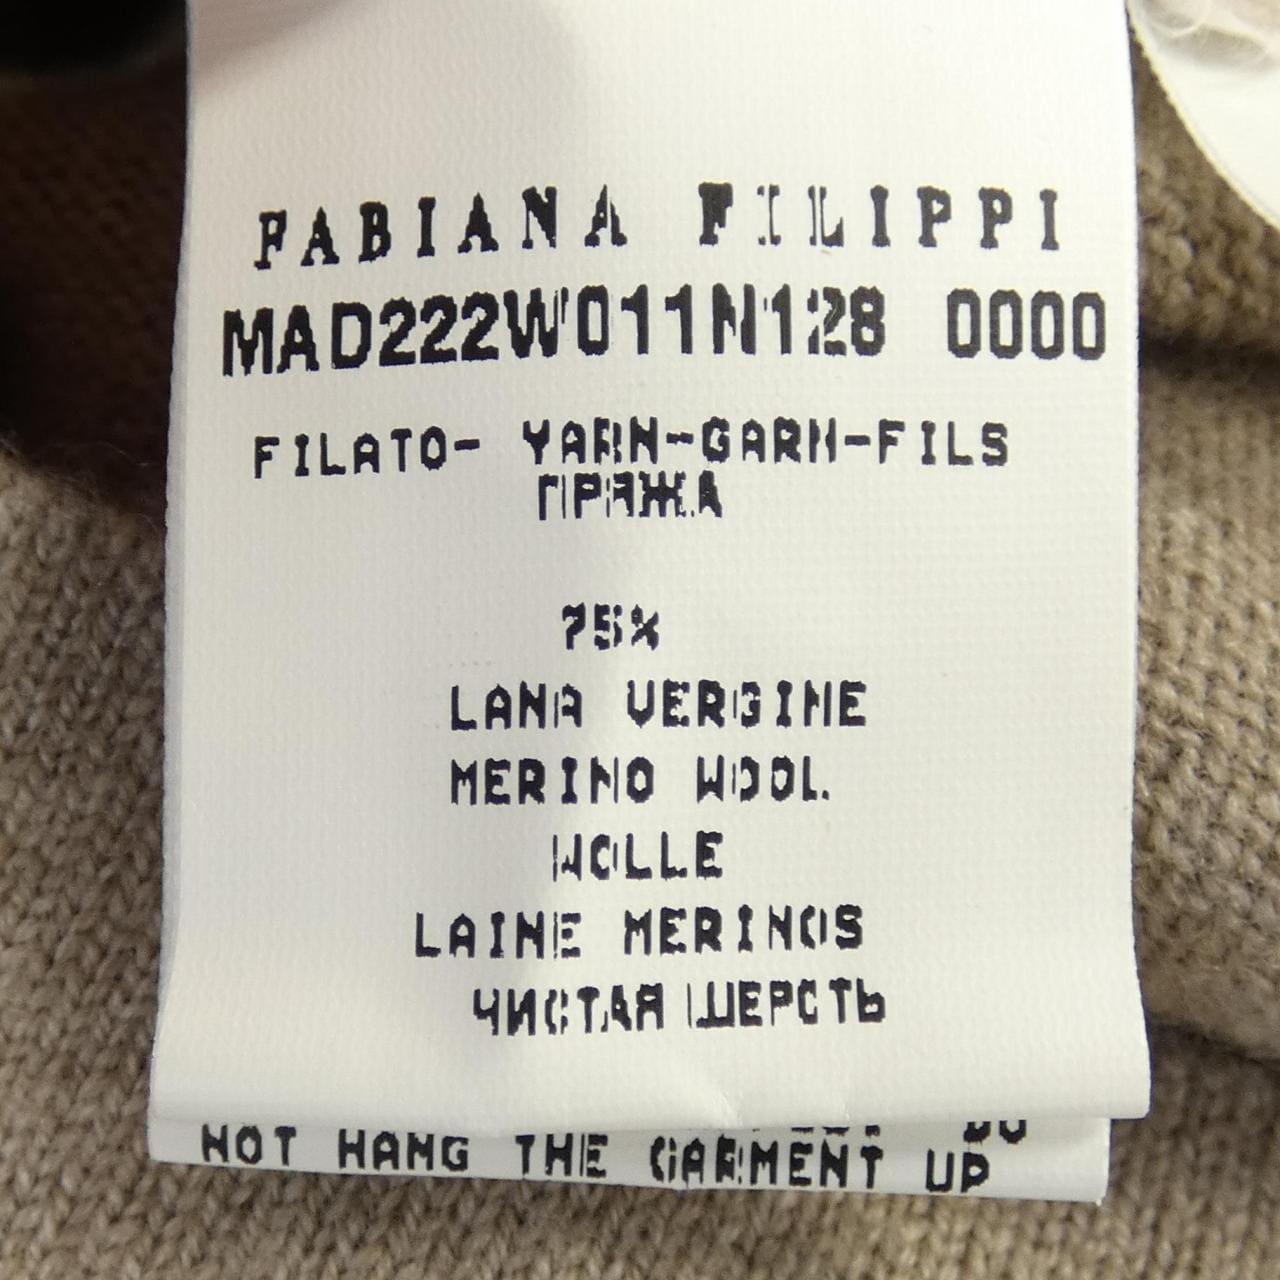 FABIANA FILIPPI
MAD222W011N128 0000
FILATO- YARN-GARN-FILS
ПРЯЖА
75%
LANA VERGINE
MERINO WOOL
WOLLE
LAINE MERINOS
ЧИСТАЯ ШЕРСТЬ
DO
NOT HANG THE GARMENT UP